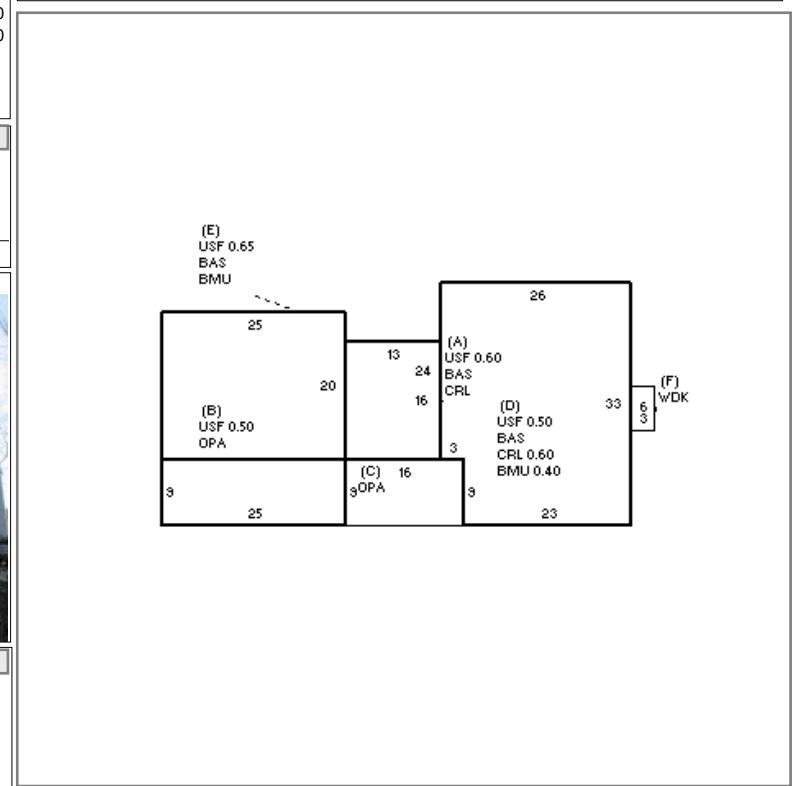 (E)
USF 0.65
BAS
BMU
25
20
(B)
USF 0.50
OPA
9
25
13
24
16
(A)
USF 0.60
BAS
CRL
26
33
(D)
USF 0.50
BAS
CRL 0.60
BMU 0.40
3
(C) 16
9 OPA
9
23
(F)
WDK
6
3